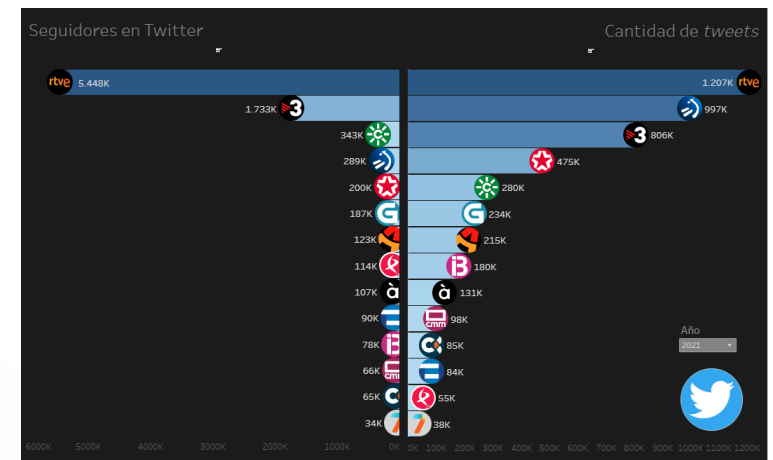 Seguidores en Twitter
Cantidad de tweets
rtve 5.448K
1.207K rtve
1.733K 3
997K
343K
3 806K
289K
475K
200K
280K
187K G
G 234K
123K
215K
114K
180K
107K à
à 131K
90K
cmm 98K
78K
85K
66K cmm
84K
65K
55K
34K 7
7 38K
Año
2021
6000K 5000K 4000K 3000K 2000K 1000K 0K
0K 100K 200K 300K 400K 500K 600K 700K 800K 900K 1000K 1100K 1200K